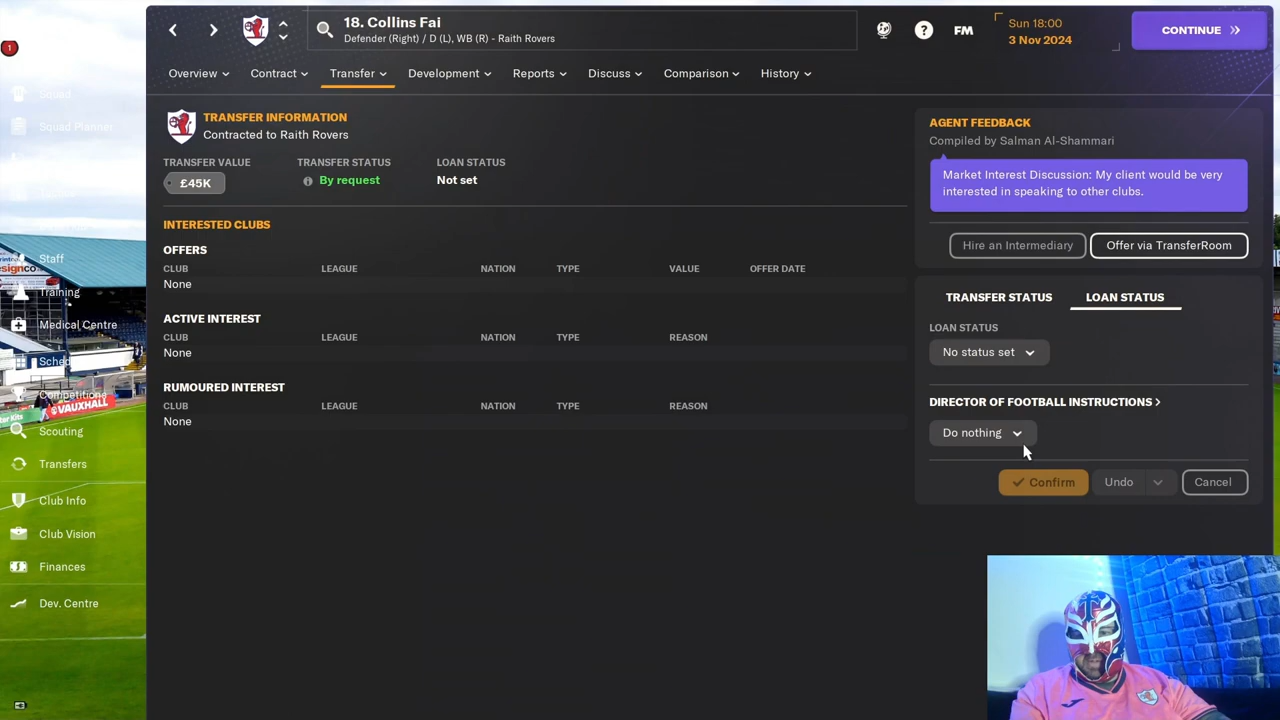 18. Collins Fai
Defender (Right) / D (L), WB (R) - Raith Rovers
Sun 18:00
3 Nov 2024
FM
CONTINUE
1
Overview
Contract
Transfer
Development
Reports
Discuss
Comparison
History
Squad
Squad Planner
Staff
Training
Medical Centre
Sched
Competitions
Scouting
Transfers
Club Info
Club Vision
Finances
Dev. Centre
VAUXHALL
TRANSFER INFORMATION
Contracted to Raith Rovers
TRANSFER VALUE TRANSFER STATUS LOAN STATUS
£45K By request Not set
INTERESTED CLUBS
OFFERS
CLUB LEAGUE NATION TYPE VALUE OFFER DATE
None
ACTIVE INTEREST
CLUB LEAGUE NATION TYPE REASON
None
RUMOURED INTEREST
CLUB LEAGUE NATION TYPE REASON
None
AGENT FEEDBACK
Compiled by Salman Al-Shammari
Market Interest Discussion: My client would be very
interested in speaking to other clubs.
Hire an Intermediary Offer via TransferRoom
TRANSFER STATUS LOAN STATUS
LOAN STATUS
No status set
DIRECTOR OF FOOTBALL INSTRUCTIONS >
Do nothing
Confirm Undo Cancel